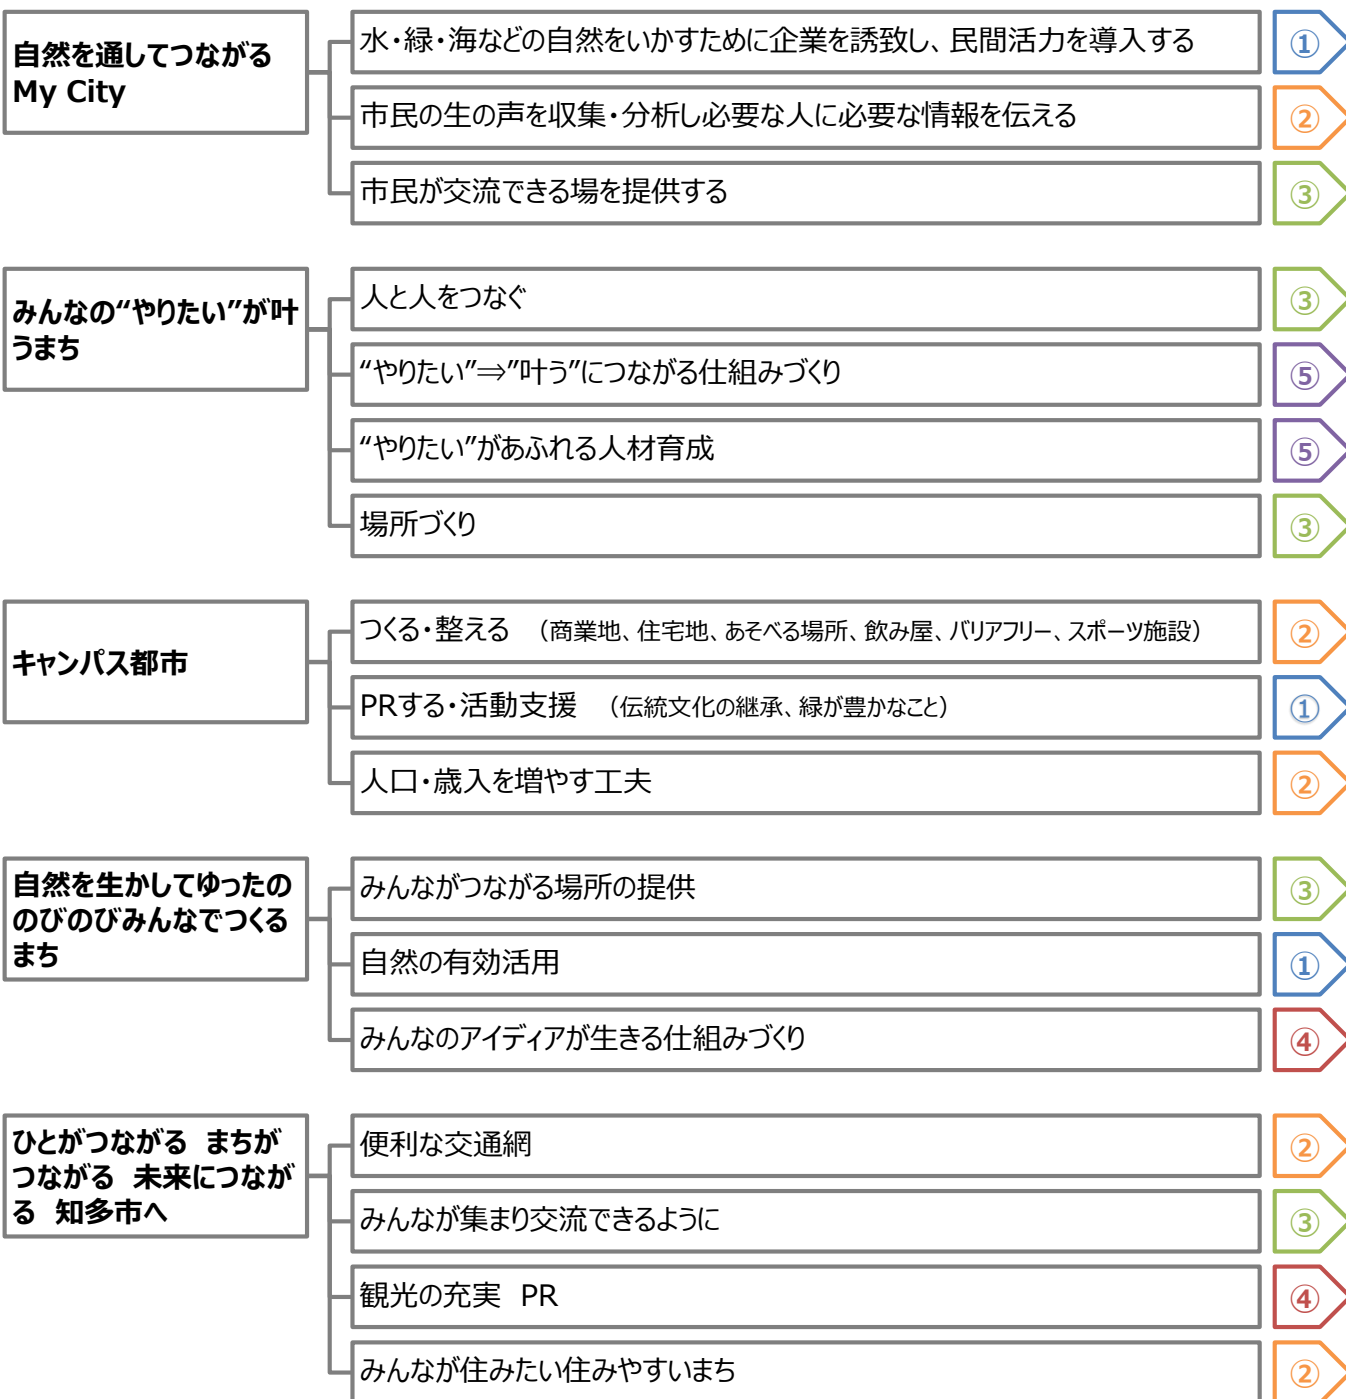 自然を通してつながる
My City
水・緑・海などの自然をいかすために企業を誘致し、民間活力を導入する
①
市民の生の声を収集・分析し必要な人に必要な情報を伝える
②
市民が交流できる場を提供する
③
みんなの“やりたい”が叶
うまち
人と人をつなぐ
③
“やりたい”⇒”叶う”につながる仕組みづくり
⑤
“やりたい”があふれる人材育成
⑤
場所づくり
③
キャンパス都市
つくる・整える　（商業地、住宅地、あそべる場所、飲み屋、バリアフリー、スポーツ施設）
②
PRする・活動支援　（伝統文化の継承、緑が豊かなこと）
①
人口・歳入を増やす工夫
②
自然を生かしてゆったの
のびのびみんなでつくる
まち
みんながつながる場所の提供
③
自然の有効活用
①
みんなのアイディアが生きる仕組みづくり
④
ひとがつながる　まちが
つながる　未来につなが
る　知多市へ
便利な交通網
②
みんなが集まり交流できるように
③
観光の充実　PR
④
みんなが住みたい住みやすいまち
②